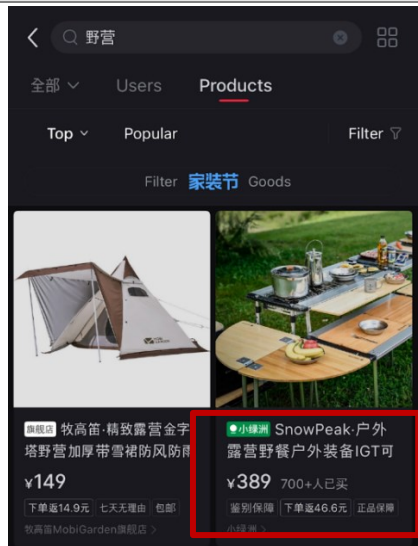 野营
全部 Users Products
Top Popular Filter
Filter 家装节 Goods
旗舰店 牧高笛·精致露营金字
塔野营加厚带雪裙防风防雨
¥149
下单返14.9元 七天无理由 包邮
牧高笛MobiGarden旗舰店 >
小绿洲 SnowPeak·户外
露营野餐户外装备IGT可
¥389 700+人已买
鉴别保障 下单返46.6元 正品保障
小绿洲 >